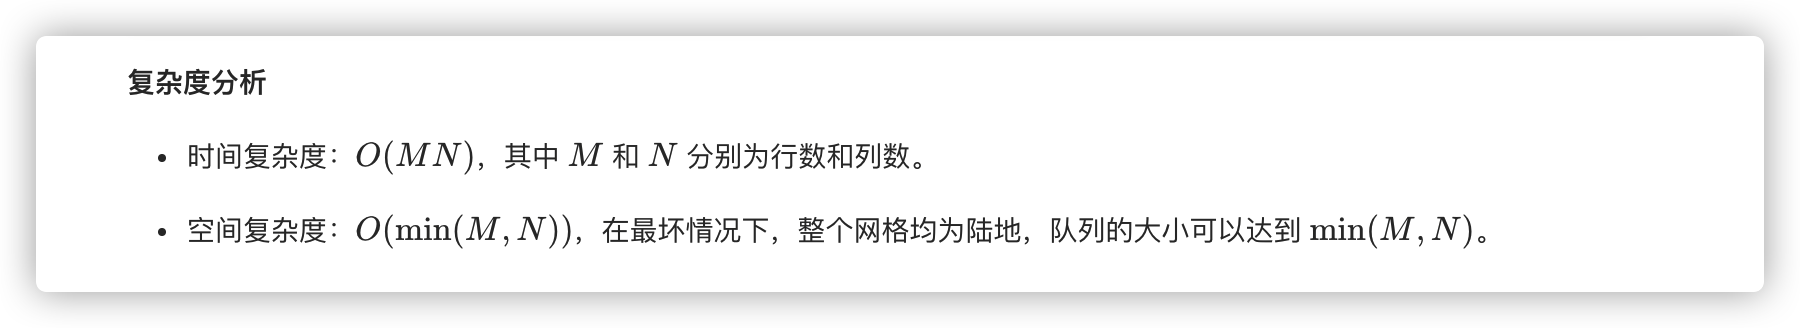 复杂度分析
• 时间复杂度：O(MN)，其中 M 和 N 分别为行数和列数。
• 空间复杂度：O(min(M, N))，在最坏情况下，整个网格均为陆地，队列的大小可以达到 min(M, N)。